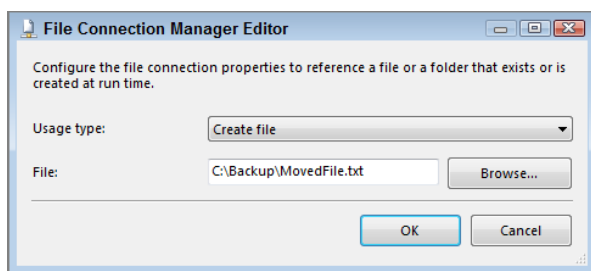 File Connection Manager Editor
Configure the file connection properties to reference a file or a folder that exists or is
created at run time.
Usage type: Create file
File: C:\Backup\MovedFile.txt Browse...
OK Cancel